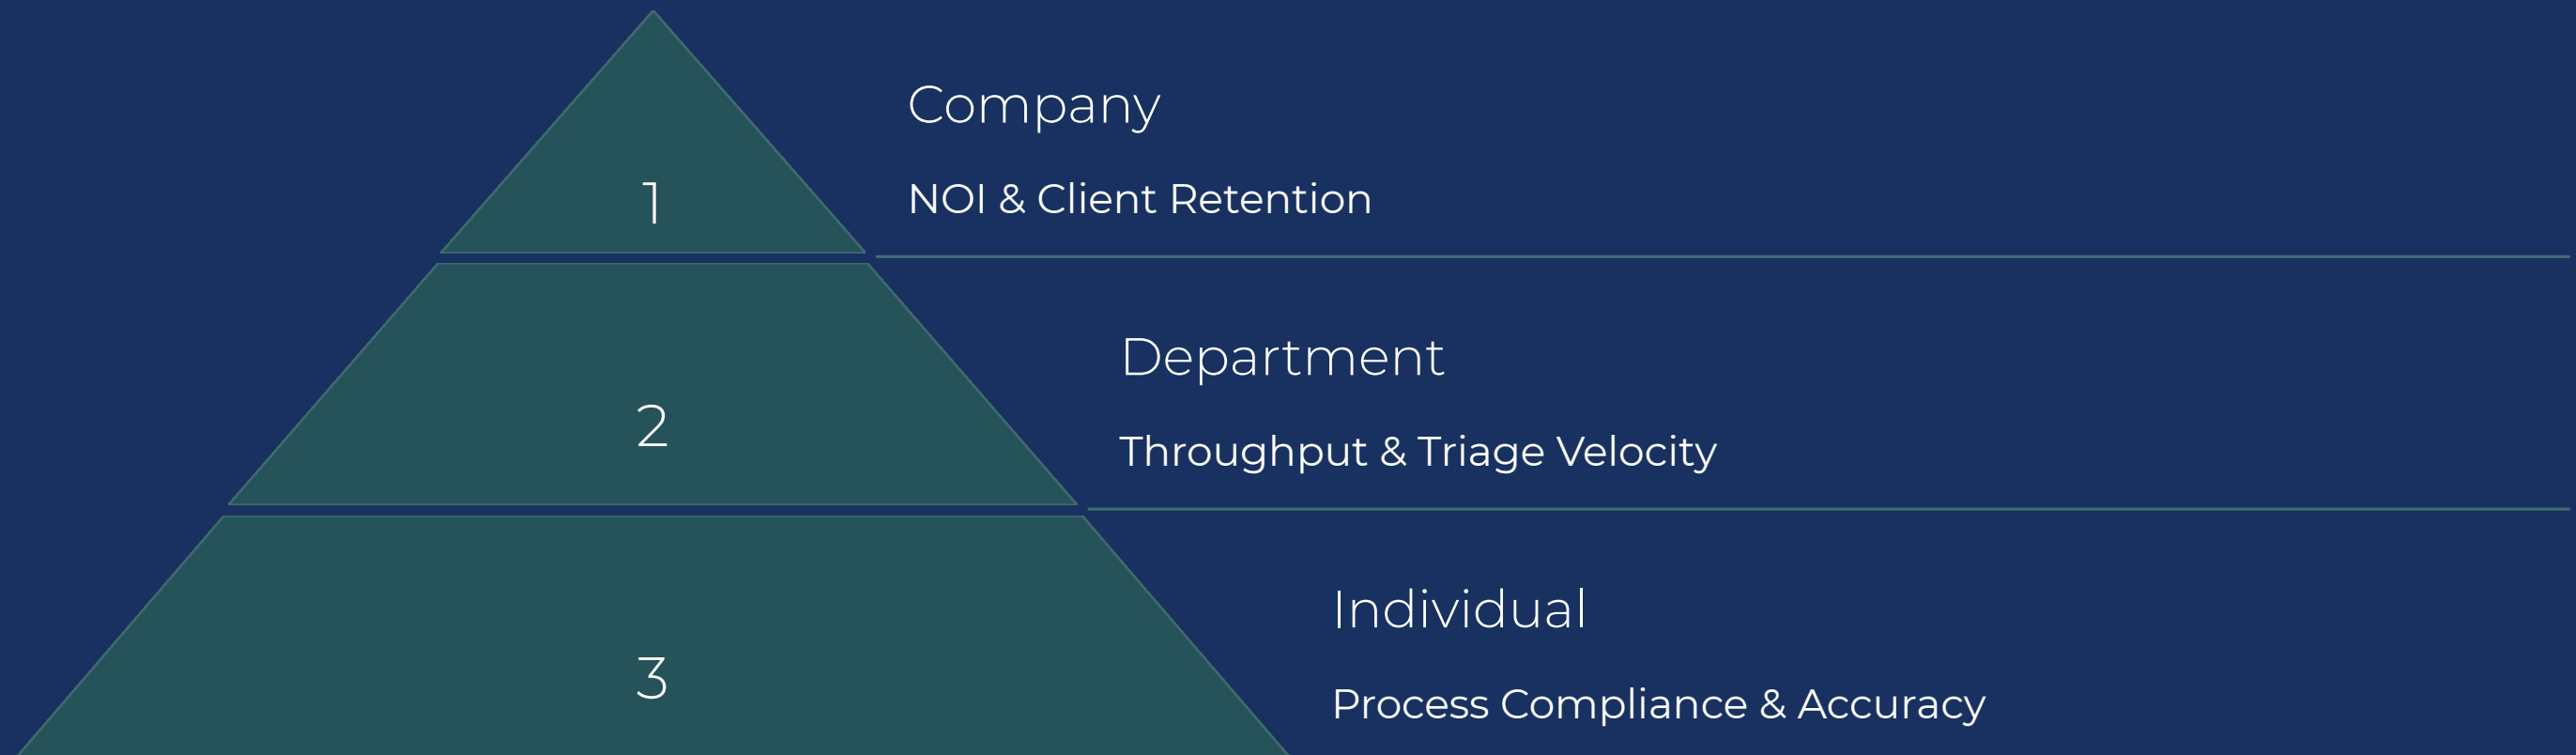 1
Company
NOI & Client Retention
2
Department
Throughput & Triage Velocity
3
Individual
Process Compliance & Accuracy